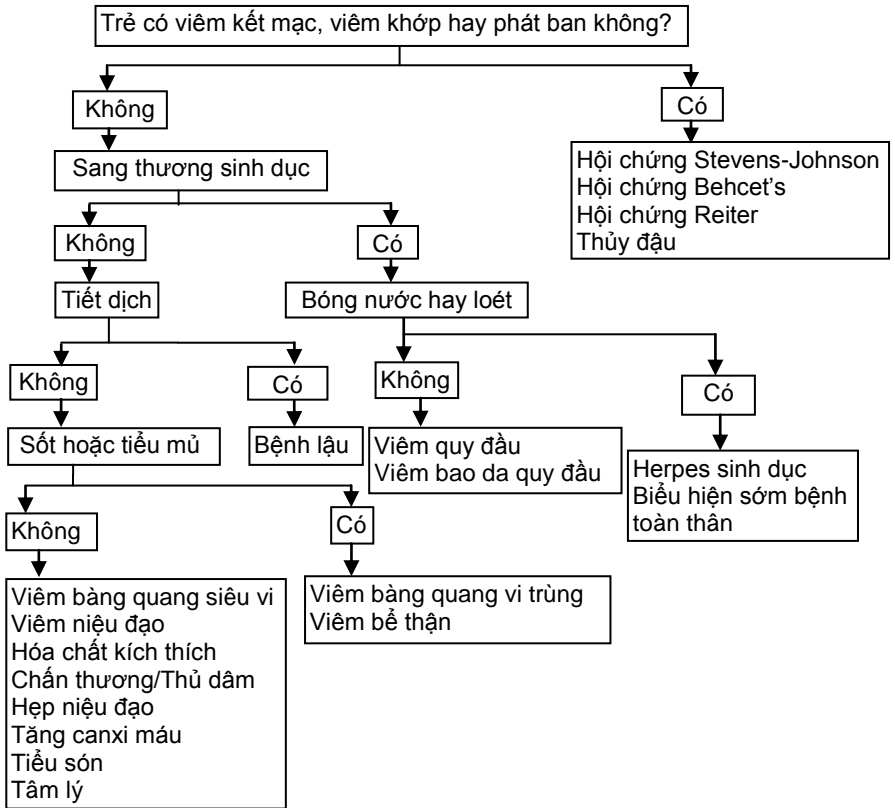 Trẻ có viêm kết mạc, viêm khớp hay phát ban không?
Không
Có
Sang thương sinh dục
Hội chứng Stevens-Johnson
Hội chứng Behcet's
Hội chứng Reiter
Thủy đậu
Không
Có
Tiết dịch
Bóng nước hay loét
Không
Có
Không
Có
Sốt hoặc tiểu mủ
Bệnh lậu
Viêm quy đầu
Viêm bao da quy đầu
Herpes sinh dục
Biểu hiện sớm bệnh
toàn thân
Không
Có
Viêm bàng quang siêu vi
Viêm niệu đạo
Hóa chất kích thích
Chấn thương/Thủ dâm
Hẹp niệu đạo
Tăng canxi máu
Tiểu són
Tâm lý
Viêm bàng quang vi trùng
Viêm bể thận